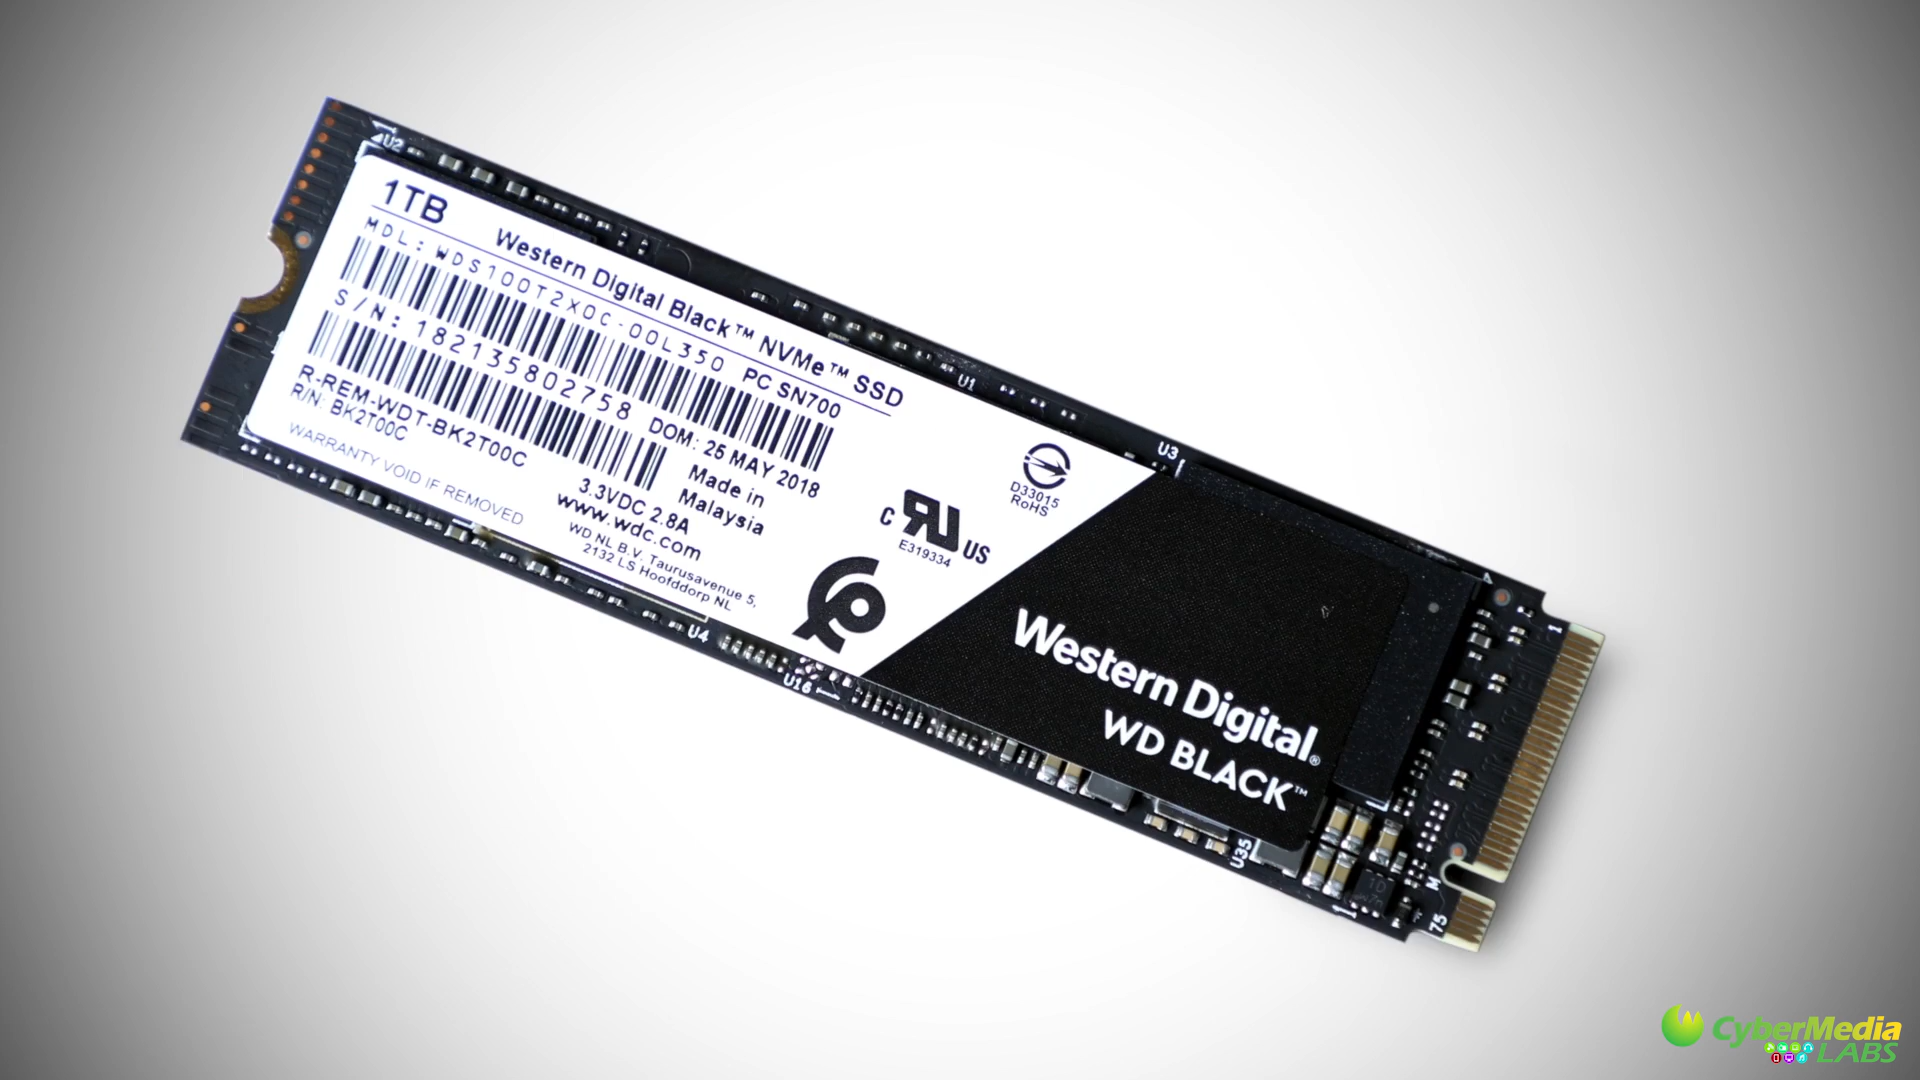 U2
1TB
Western Digital Black™ NVMe™ SSD
MDL: WDS100T2X0C-00L350 PC SN700
S/N: 182135802758 DOM: 25 MAY 2018
R-REM-WDT-BK2T00C
R/N: BK2T00C
WARRANTY VOID IF REMOVED
Made in
Malaysia
3.3VDC 2.8A
www.wdc.com
WD NL B.V. Taurusavenue 5,
2132 LS Hoofddorp NL
D33015
RoHS
c RU US
E319334
U1
U3
U4
U16
U35
Western Digital®
WD BLACK™
1
M
75
CyberMedia
LABS